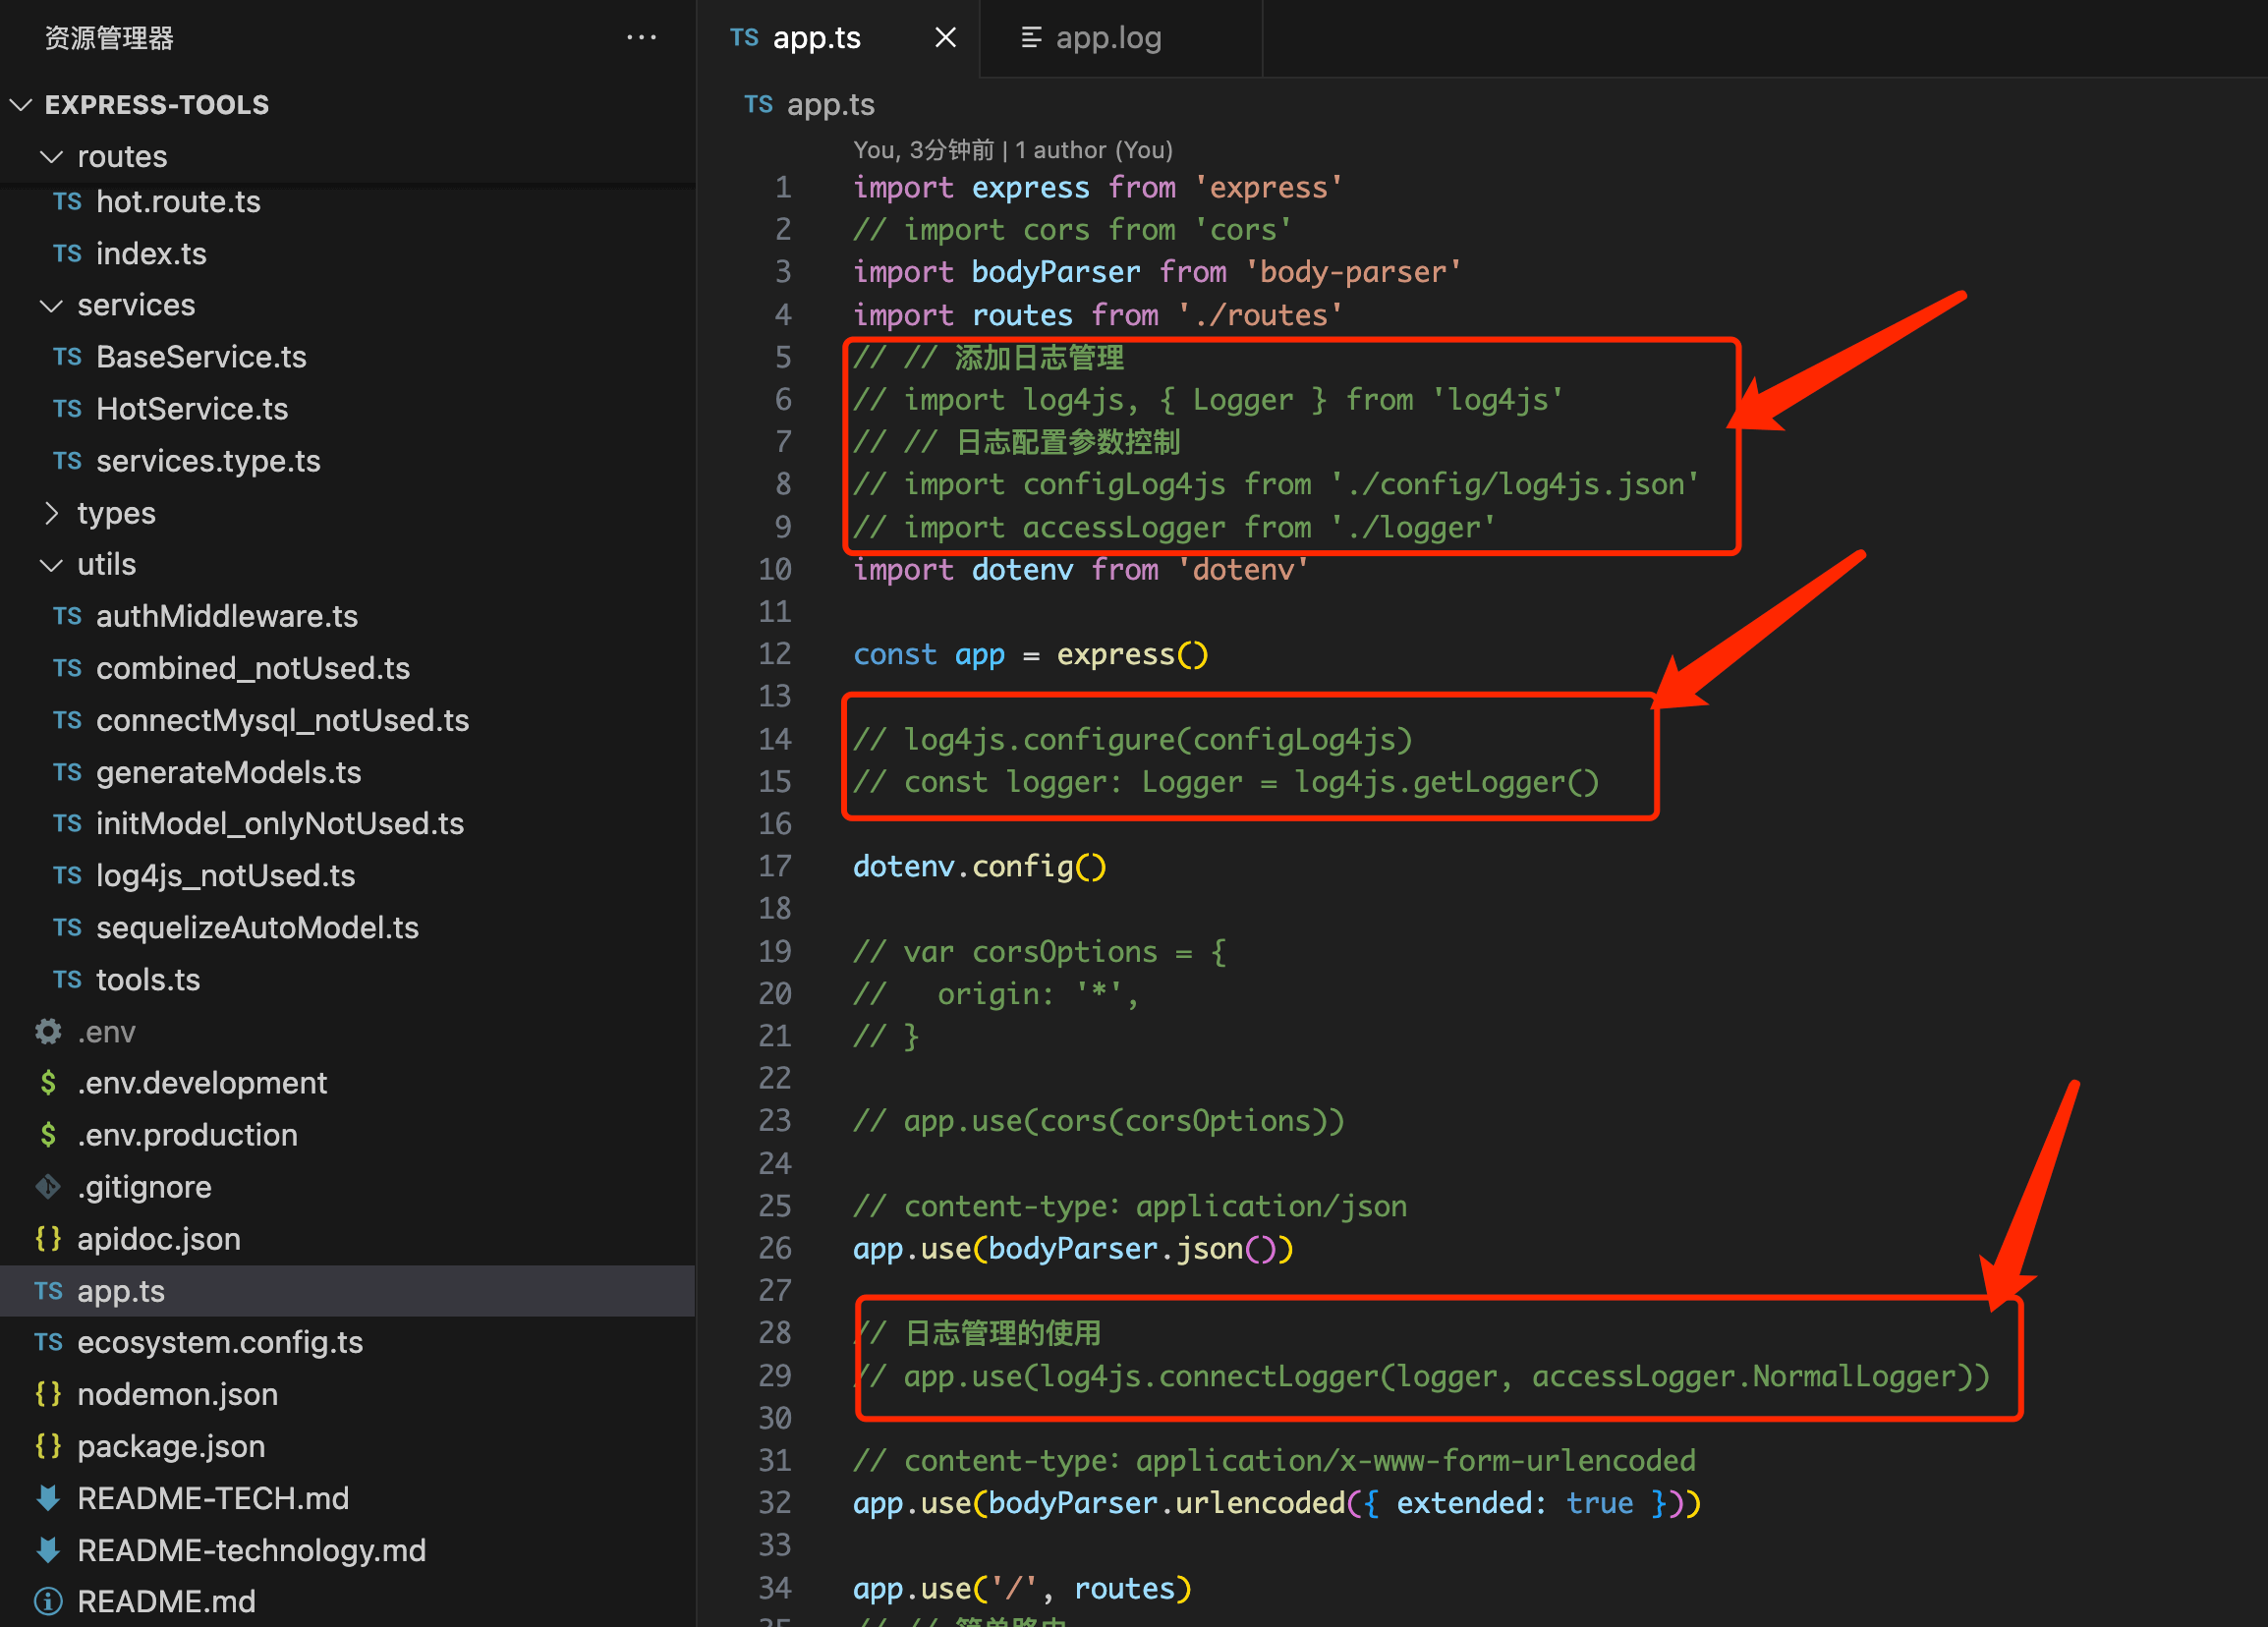 资源管理器
EXPRESS-TOOLS
routes
TS hot.route.ts
TS index.ts
services
TS BaseService.ts
TS HotService.ts
TS services.type.ts
types
utils
TS authMiddleware.ts
TS combined_notUsed.ts
TS connectMysql_notUsed.ts
TS generateModels.ts
TS initModel_onlyNotUsed.ts
TS log4js_notUsed.ts
TS sequelizeAutoModel.ts
TS tools.ts
.env
$ .env.development
$ .env.production
.gitignore
{} apidoc.json
TS app.ts
TS ecosystem.config.ts
{} nodemon.json
{} package.json
README-TECH.md
README-technology.md
README.md
TS app.ts
app.log
TS app.ts
You, 3分钟前 | 1 author (You)
1 import express from 'express'
2 // import cors from 'cors'
3 import bodyParser from 'body-parser'
4 import routes from './routes'
5 // // 添加日志管理
6 // import log4js, { Logger } from 'log4js'
7 // // 日志配置参数控制
8 // import configLog4js from './config/log4js.json'
9 // import accessLogger from './logger'
10 import dotenv from 'dotenv'
11
12 const app = express()
13
14 // log4js.configure(configLog4js)
15 // const logger: Logger = log4js.getLogger()
16
17 dotenv.config()
18
19 // var corsOptions = {
20 //   origin: '*',
21 // }
22
23 // app.use(cors(corsOptions))
24
25 // content-type：application/json
26 app.use(bodyParser.json())
27
28 // 日志管理的使用
29 // app.use(log4js.connectLogger(logger, accessLogger.NormalLogger))
30
31 // content-type：application/x-www-form-urlencoded
32 app.use(bodyParser.urlencoded({ extended: true }))
33
34 app.use('/', routes)
35 // // 简单路由